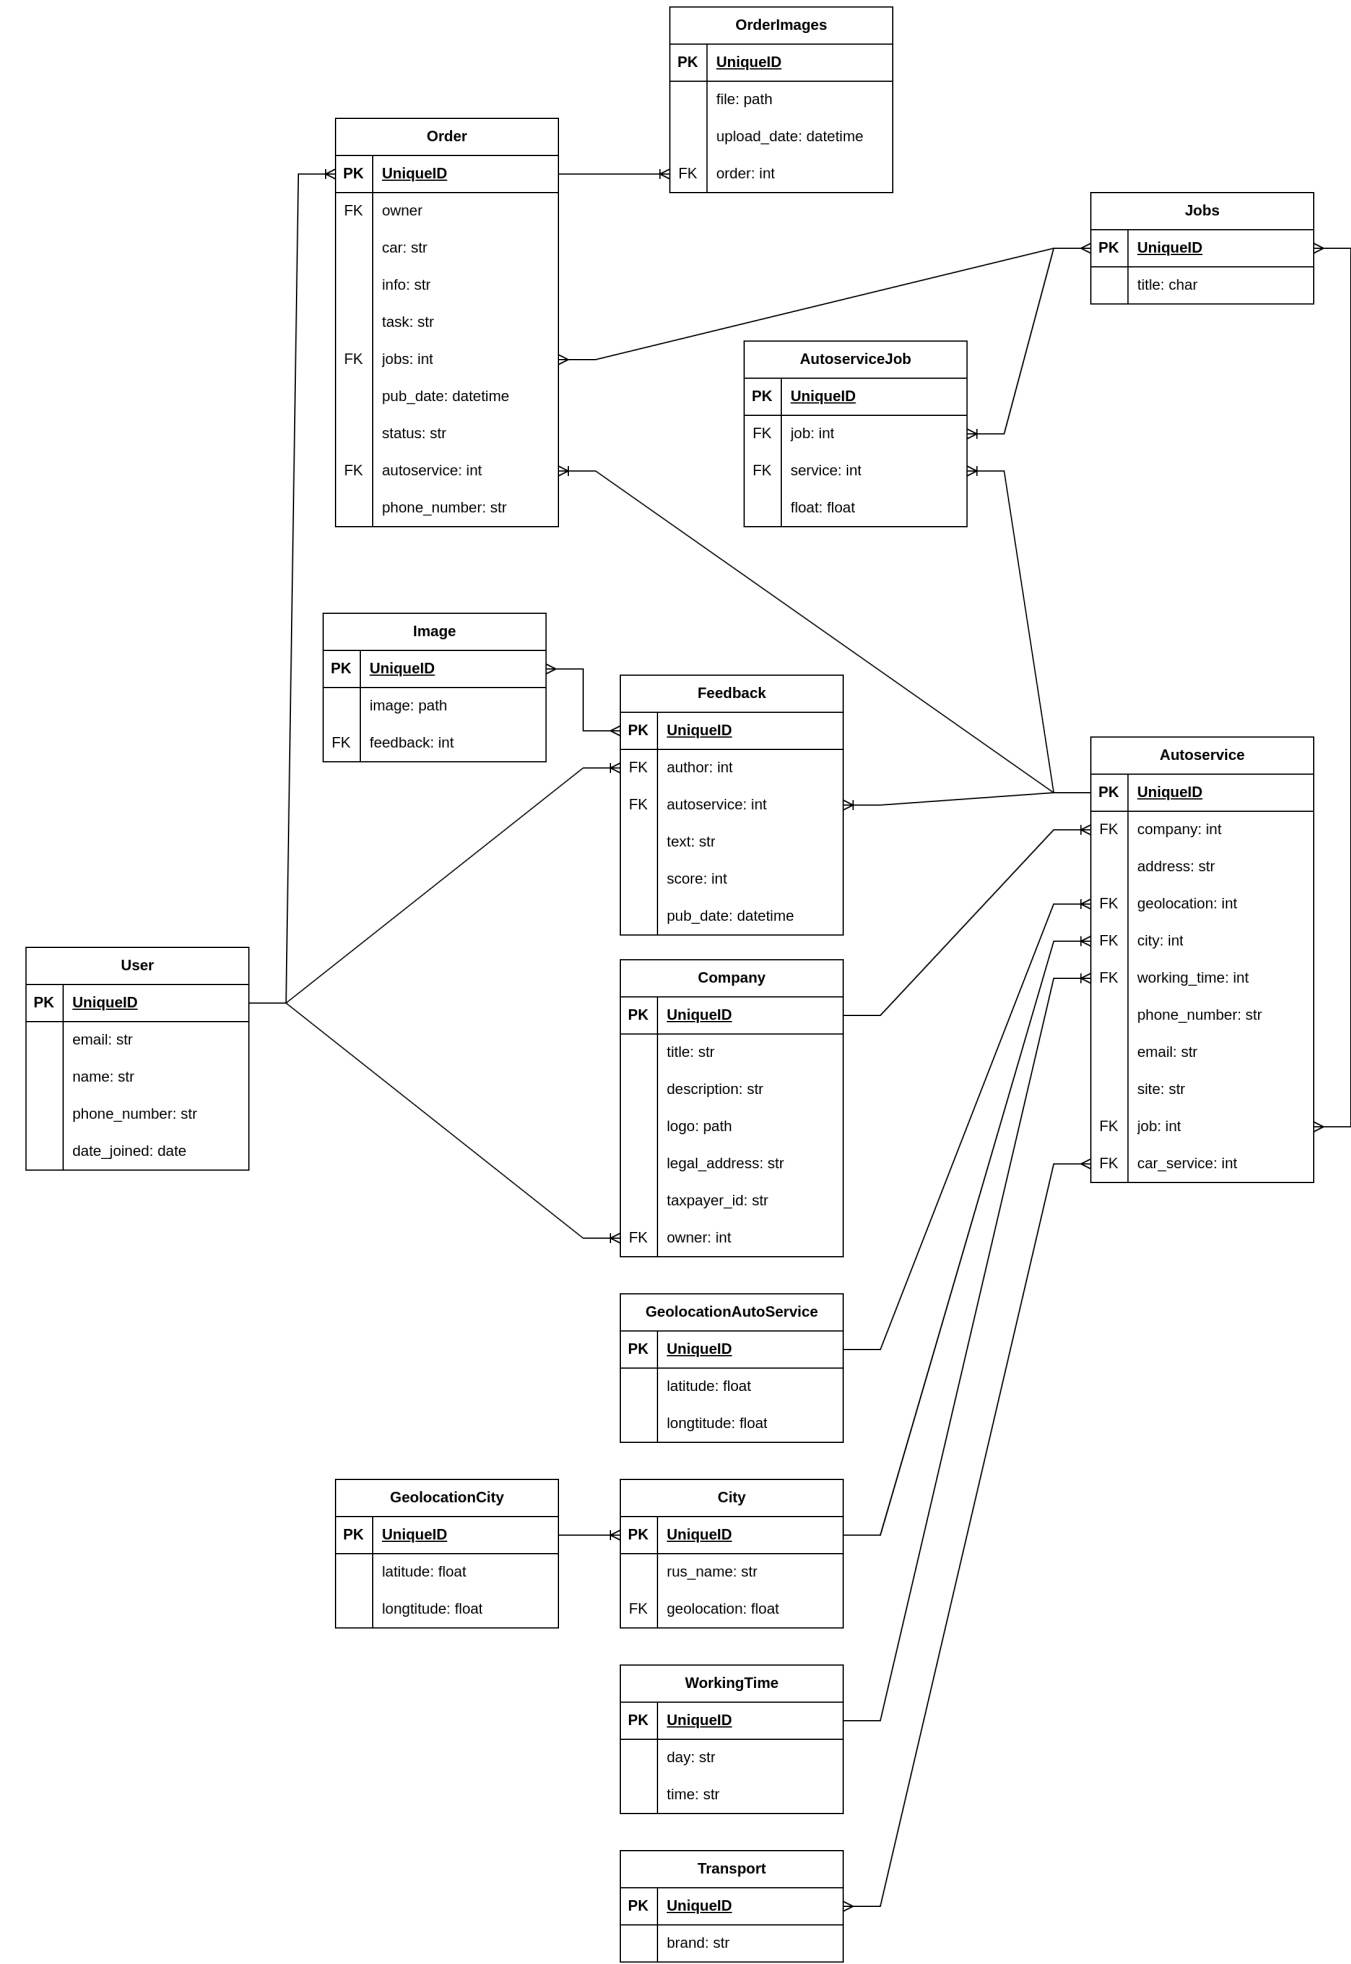 OrderImages
PK UniqueID
file: path
upload_date: datetime
FK order: int
Order
PK UniqueID
FK owner
car: str
info: str
task: str
FK jobs: int
pub_date: datetime
status: str
FK autoservice: int
phone_number: str
Jobs
PK UniqueID
title: char
AutoserviceJob
PK UniqueID
FK job: int
FK service: int
float: float
Image
PK UniqueID
image: path
FK feedback: int
Feedback
PK UniqueID
FK author: int
FK autoservice: int
text: str
score: int
pub_date: datetime
Autoservice
PK UniqueID
FK company: int
address: str
FK geolocation: int
FK city: int
FK working_time: int
phone_number: str
email: str
site: str
FK job: int
FK car_service: int
User
PK UniqueID
email: str
name: str
phone_number: str
date_joined: date
Company
PK UniqueID
title: str
description: str
logo: path
legal_address: str
taxpayer_id: str
FK owner: int
GeolocationAutoService
PK UniqueID
latitude: float
longtitude: float
GeolocationCity
PK UniqueID
latitude: float
longtitude: float
City
PK UniqueID
rus_name: str
FK geolocation: float
WorkingTime
PK UniqueID
day: str
time: str
Transport
PK UniqueID
brand: str